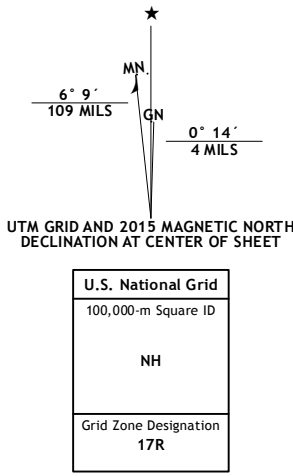 ★
MN.
6° 9´
109 MILS
GN
0° 14´
4 MILS
UTM GRID AND 2015 MAGNETIC NORTH
DECLINATION AT CENTER OF SHEET
U.S. National Grid
100,000-m Square ID
NH
Grid Zone Designation
17R